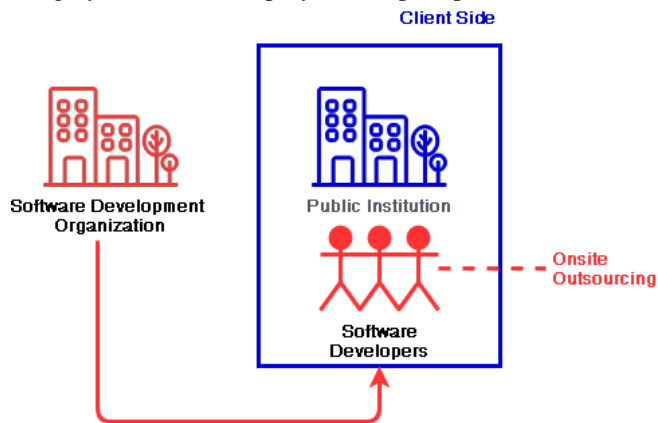 Client Side
Software Development
Organization
Public Institution
Onsite
Outsourcing
Software
Developers